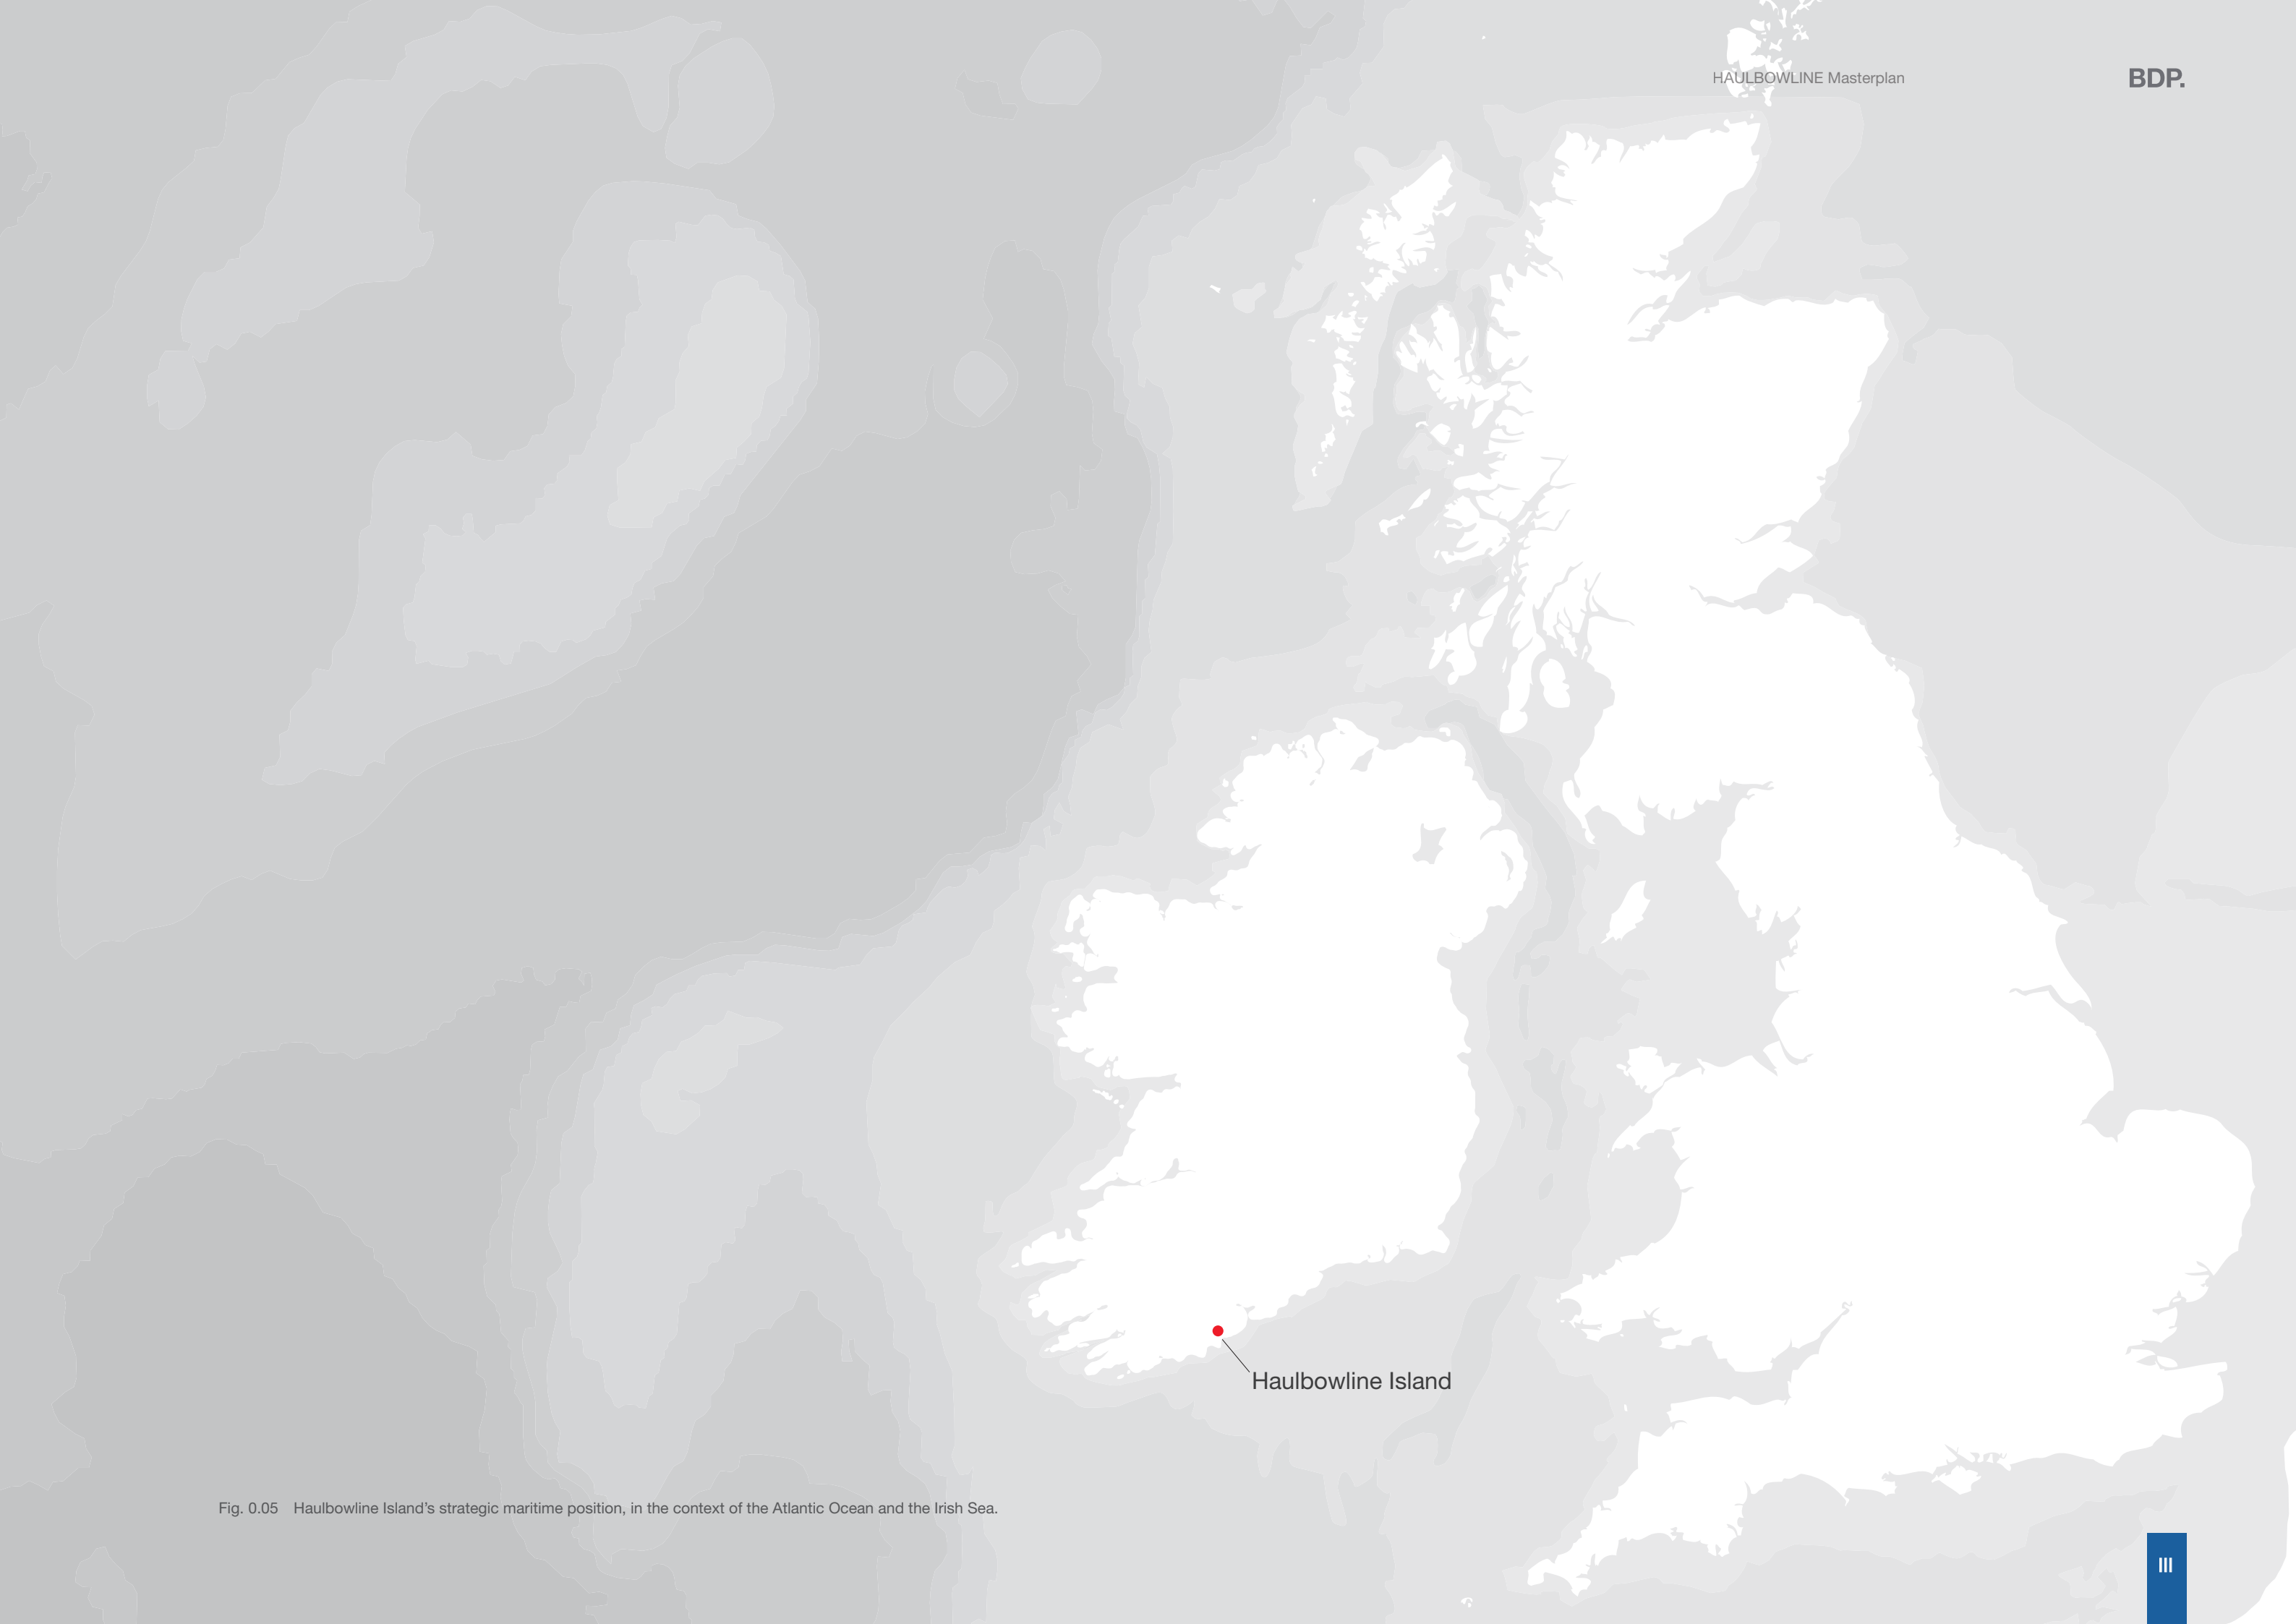 HAULBOWLINE Masterplan
BDP.
Haulbowline Island
Fig. 0.05 Haulbowline Island’s strategic maritime position, in the context of the Atlantic Ocean and the Irish Sea.
III